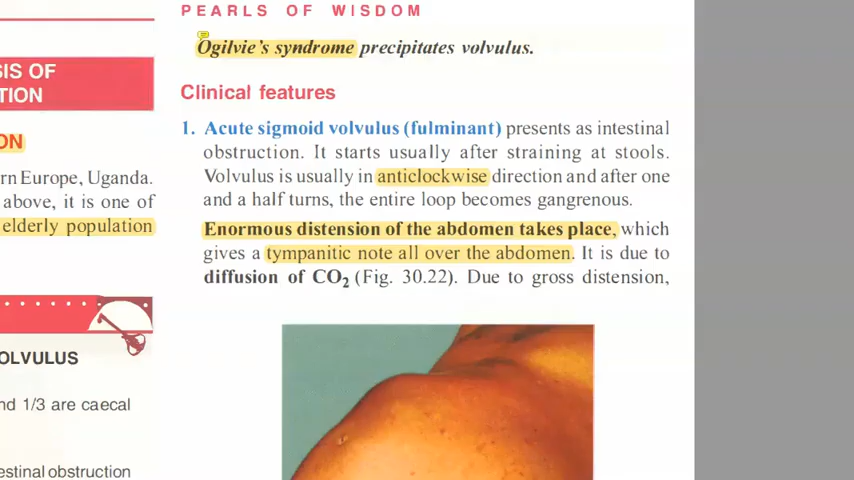 SIS OF
TION
ON
rn Europe, Uganda.
above, it is one of
elderly population
OLVULUS
nd 1/3 are caecal
estinal obstruction
PEARLS OF WISDOM
Ogilvie's syndrome precipitates volvulus.
Clinical features
1. Acute sigmoid volvulus (fulminant) presents as intestinal
obstruction. It starts usually after straining at stools.
Volvulus is usually in anticlockwise direction and after one
and a half turns, the entire loop becomes gangrenous.
Enormous distension of the abdomen takes place, which
gives a tympanitic note all over the abdomen. It is due to
diffusion of CO₂ (Fig. 30.22). Due to gross distension,